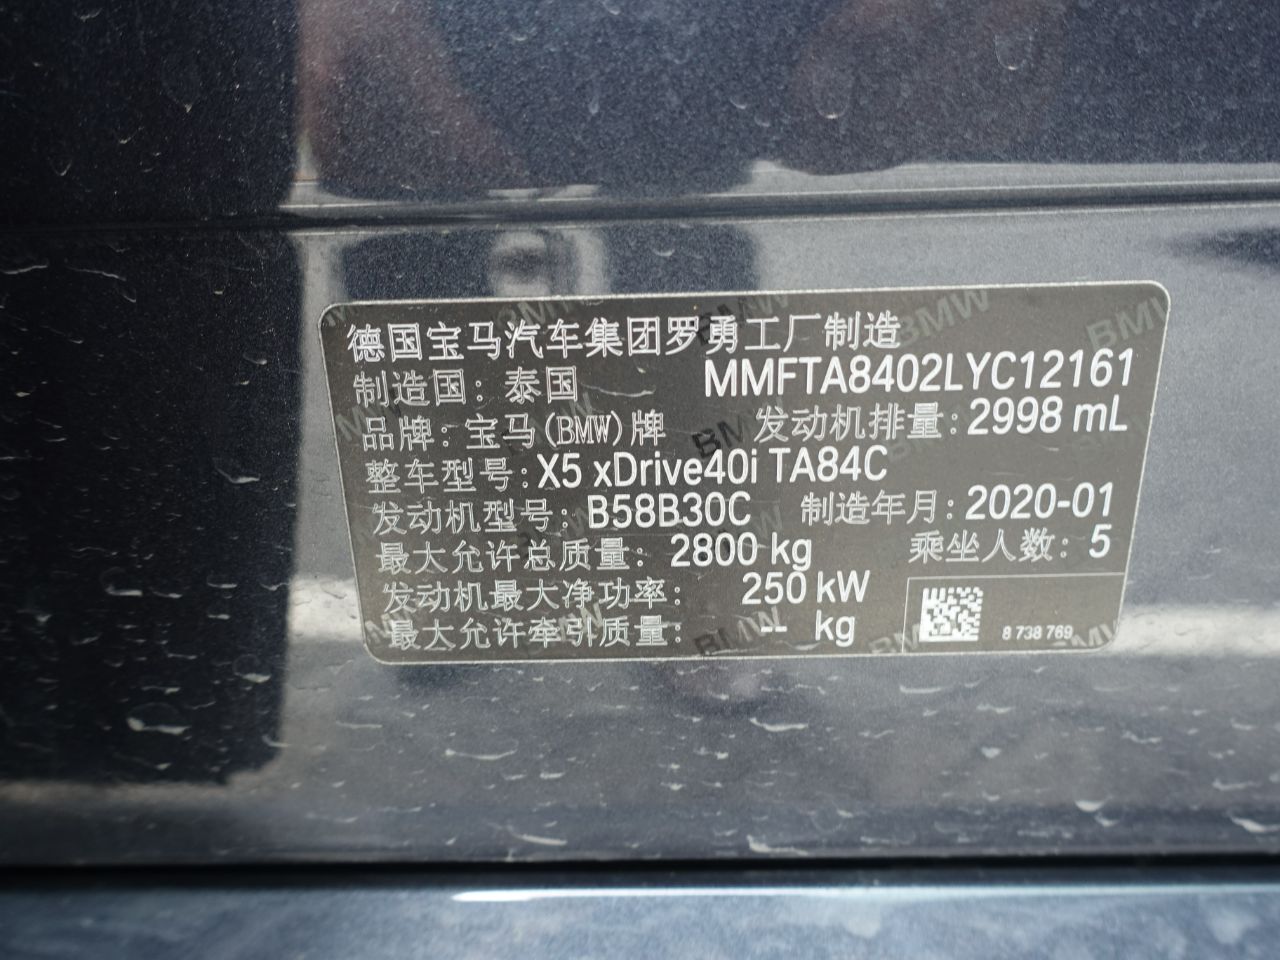 德国宝马汽车集团罗勇工厂制造
制造国：泰国 MMFTA8402LYC12161
品牌：宝马(BMW)牌 发动机排量：2998 mL
整车型号：X5 xDrive40i TA84C
发动机型号：B58B30C 制造年月：2020-01
最大允许总质量：2800 kg 乘坐人数：5
发动机最大净功率：250 kW
最大允许牵引质量：-- kg
8 738 769